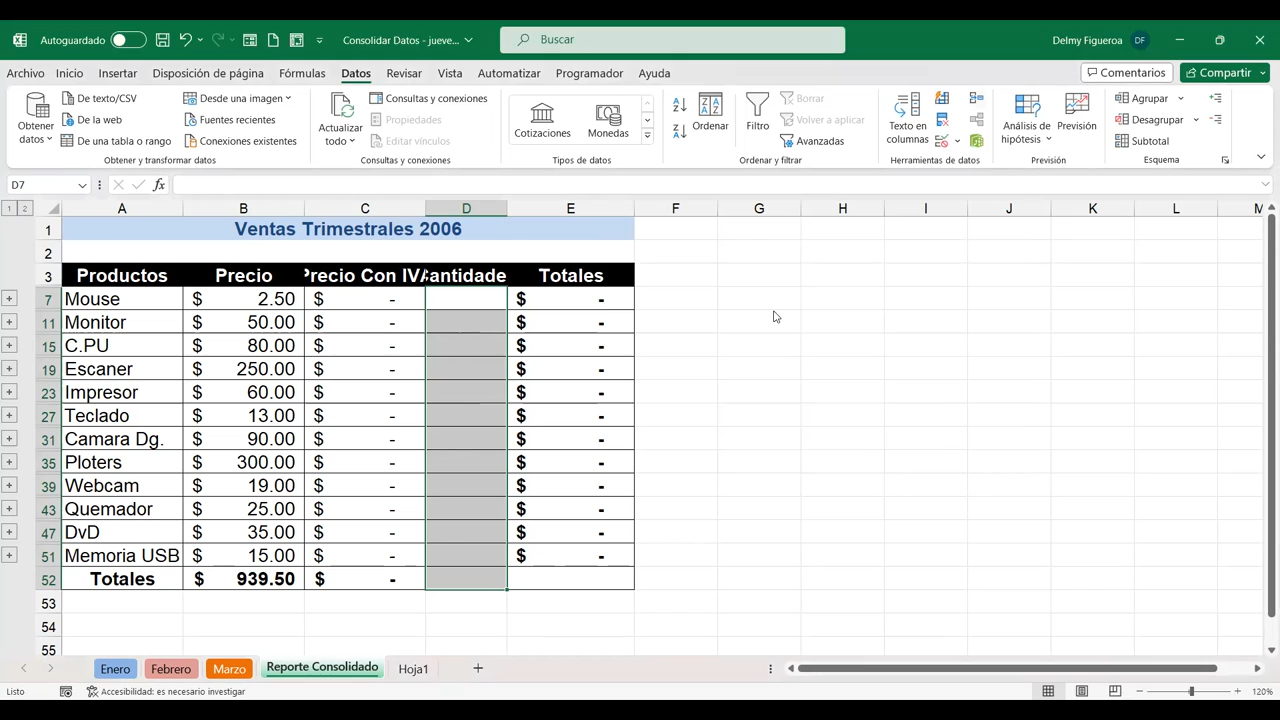 Autoguardado
Consolidar Datos - jueve...
Buscar
Delmy Figueroa DF
Archivo Inicio Insertar Disposición de página Fórmulas Datos Revisar Vista Automatizar Programador Ayuda
Comentarios Compartir
Obtener datos
De texto/CSV
De la web
De una tabla o rango
Desde una imagen
Fuentes recientes
Conexiones existentes
Obtener y transformar datos
Actualizar todo
Consultas y conexiones
Propiedades
Editar vínculos
Consultas y conexiones
Cotizaciones Monedas
Tipos de datos
Ordenar
Filtro
Borrar
Volver a aplicar
Avanzadas
Ordenar y filtrar
Texto en columnas
Herramientas de datos
Análisis de hipótesis
Previsión
Previsión
Agrupar
Desagrupar
Subtotal
Esquema
D7 fx
1 2 A B C D E F G H I J K L M
1 Ventas Trimestrales 2006
2
3 Productos Precio Precio Con IVA Cantidade Totales
7 Mouse $ 2.50 $ - $ -
11 Monitor $ 50.00 $ - $ -
15 C.PU $ 80.00 $ - $ -
19 Escaner $ 250.00 $ - $ -
23 Impresor $ 60.00 $ - $ -
27 Teclado $ 13.00 $ - $ -
31 Camara Dg. $ 90.00 $ - $ -
35 Ploters $ 300.00 $ - $ -
39 Webcam $ 19.00 $ - $ -
43 Quemador $ 25.00 $ - $ -
47 DvD $ 35.00 $ - $ -
51 Memoria USB $ 15.00 $ - $ -
52 Totales $ 939.50 $ -
53
54
55
Enero Febrero Marzo Reporte Consolidado Hoja1
Listo Accesibilidad: es necesario investigar 120%